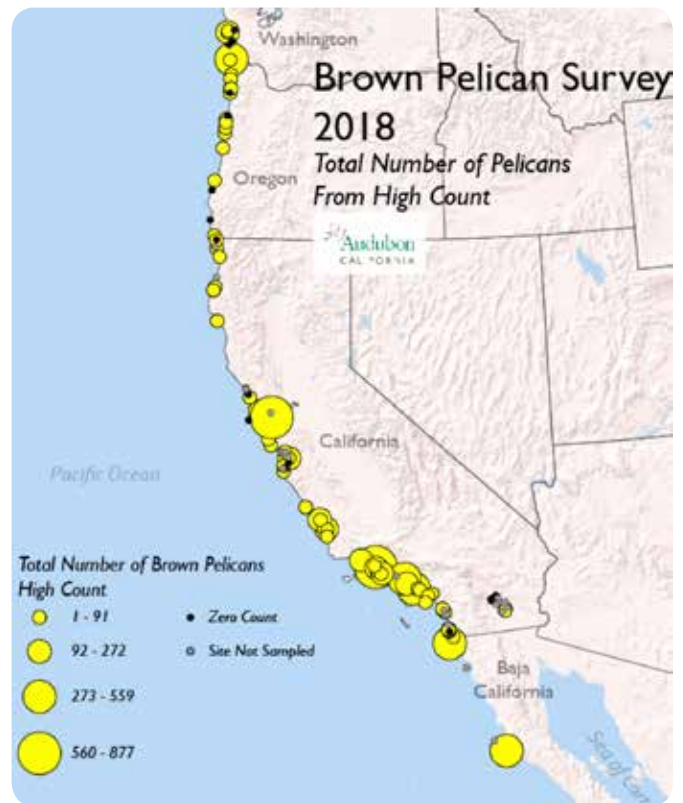 Washington
Brown Pelican Survey
2018
Total Number of Pelicans
From High Count
Oregon
Audubon
CALIFORNIA
California
Pacific Ocean
Total Number of Brown Pelicans
High Count
1 - 91
Zero Count
92 - 272
Site Not Sampled
273 - 559
560 - 877
Baja
California
Sea of Cort